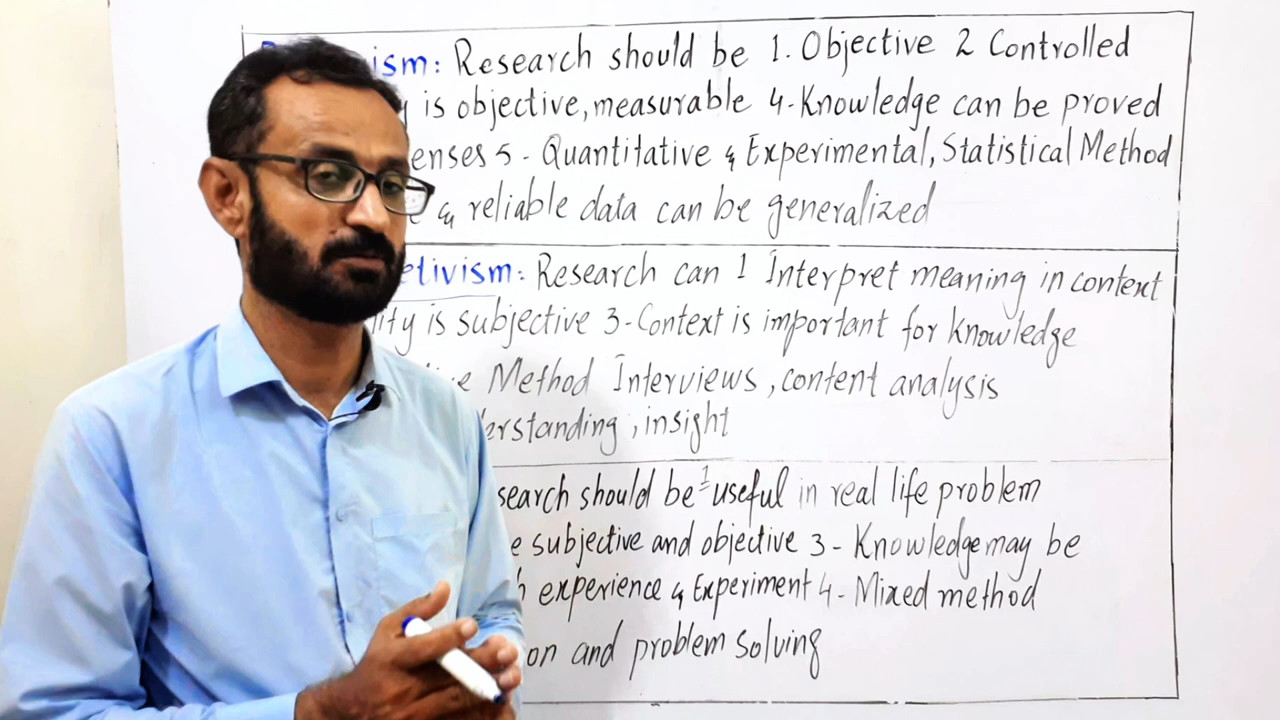 ism: Research should be 1. Objective 2 Controlled
y is objective, measurable 4-Knowledge can be proved
enses 5 - Quantitative & Experimental, Statistical Method
e & reliable data can be generalized
etivism: Research can 1 Interpret meaning in context
ity is subjective 3-Context is important for knowledge
ive Method Interviews, content analysis
erstanding, insight
search should be 1- useful in real life problem
e subjective and objective 3 - Knowledge may be
h experience & Experiment 4 - Mixed method
on and problem solving